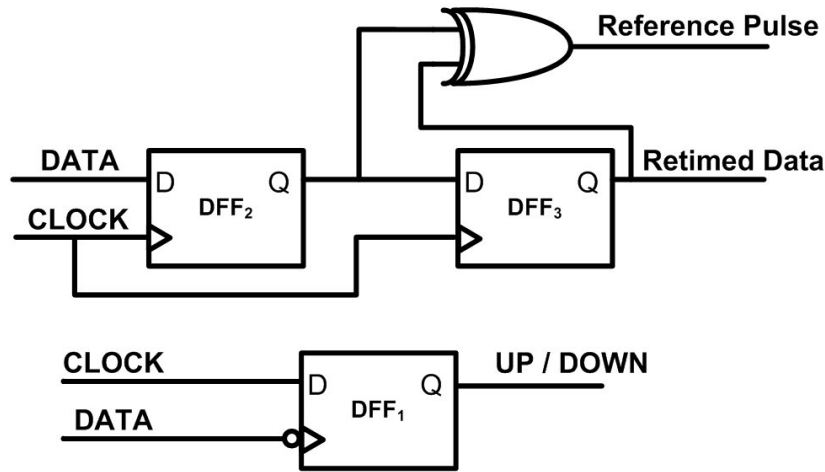 Reference Pulse
DATA
D Q
DFF₂
D Q
DFF₃
Retimed Data
CLOCK
CLOCK
D Q
DFF₁
UP / DOWN
DATA